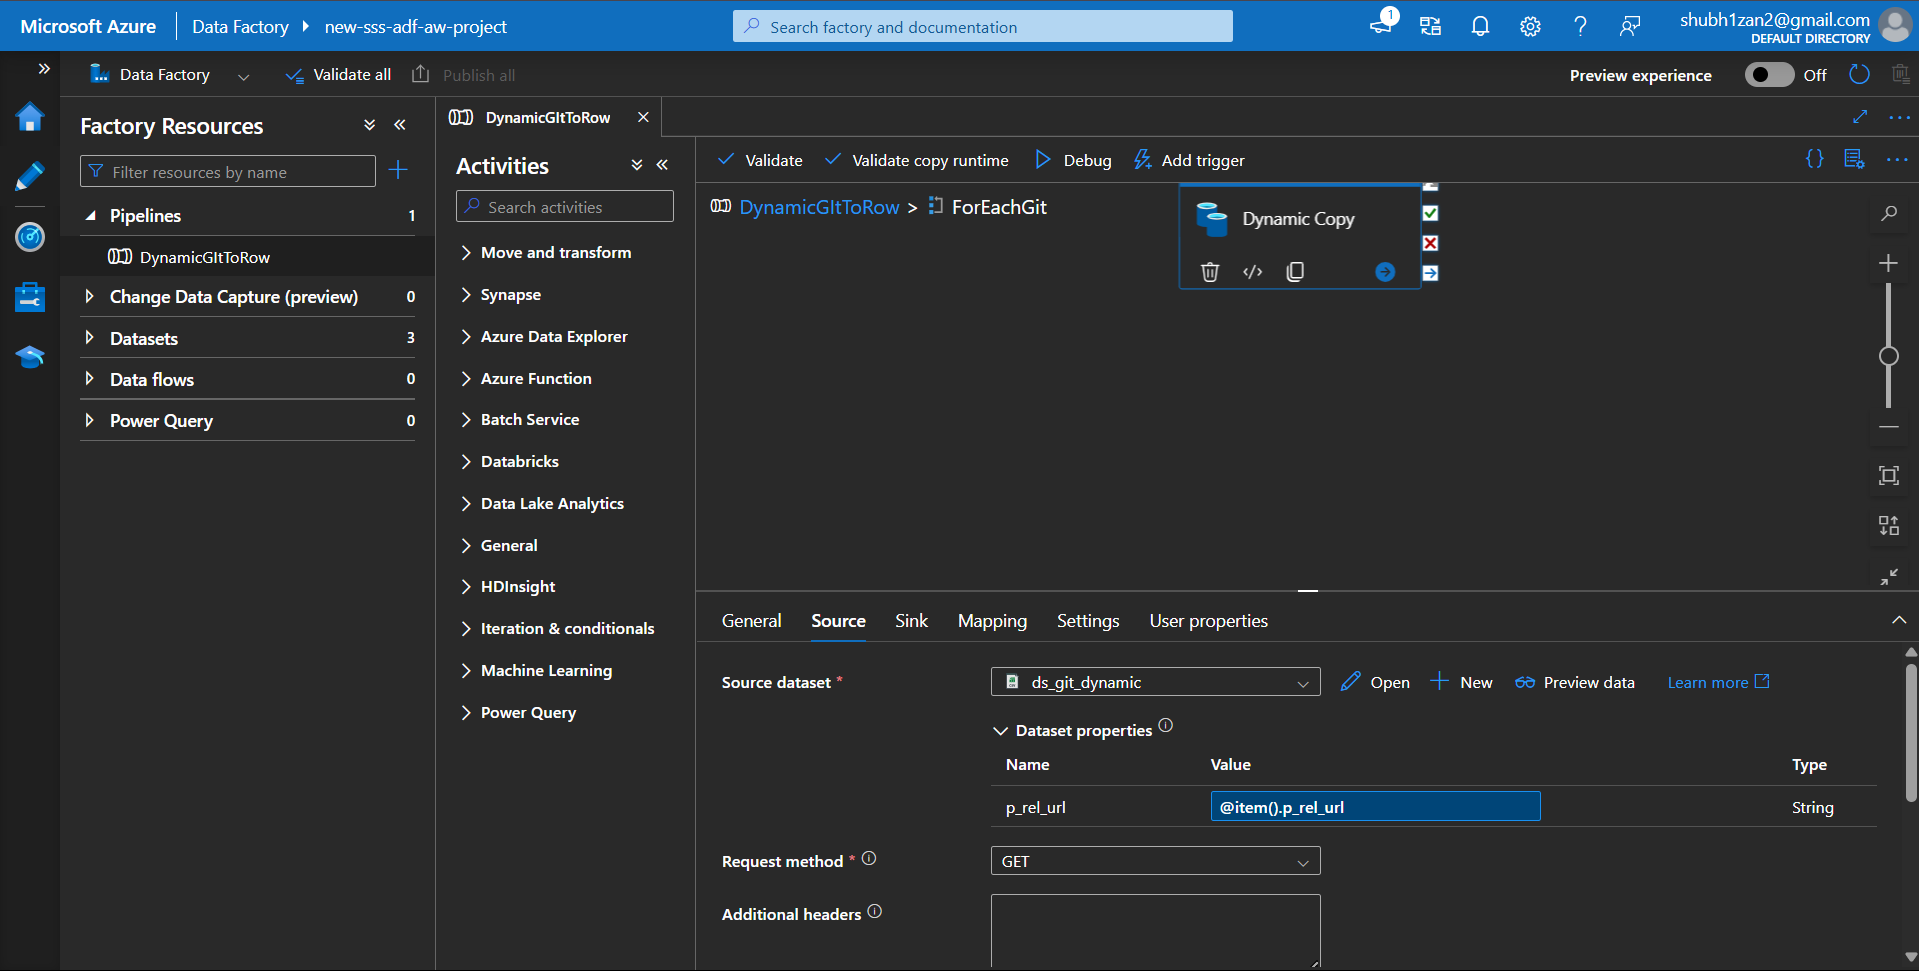 Microsoft Azure
Data Factory
new-sss-adf-aw-project
Search factory and documentation
1
shubh1zan2@gmail.com
DEFAULT DIRECTORY
Data Factory
Validate all
Publish all
Preview experience
Off
Factory Resources
Filter resources by name
Pipelines 1
DynamicGItToRow
Change Data Capture (preview) 0
Datasets 3
Data flows 0
Power Query 0
DynamicGItToRow
Activities
Search activities
Move and transform
Synapse
Azure Data Explorer
Azure Function
Batch Service
Databricks
Data Lake Analytics
General
HDInsight
Iteration & conditionals
Machine Learning
Power Query
Validate
Validate copy runtime
Debug
Add trigger
DynamicGItToRow > ForEachGit
Dynamic Copy
General
Source
Sink
Mapping
Settings
User properties
Source dataset *
ds_git_dynamic
Open
New
Preview data
Learn more
Dataset properties
Name Value Type
p_rel_url @item().p_rel_url String
Request method *
GET
Additional headers